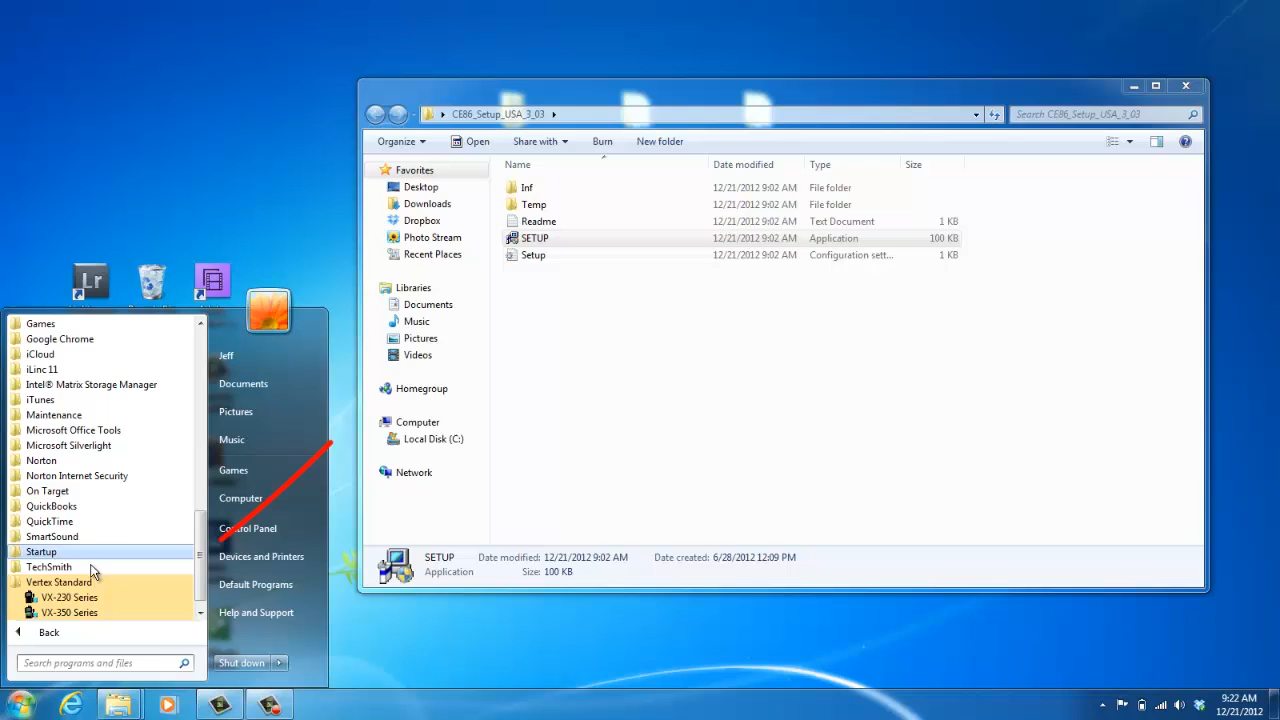 CE86_Setup_USA_3_03
Search CE86_Setup_USA_3_03
Organize
Open
Share with
Burn
New folder
Name
Date modified
Type
Size
Favorites
Desktop
Downloads
Dropbox
Photo Stream
Recent Places
Libraries
Documents
Music
Pictures
Videos
Homegroup
Computer
Local Disk (C:)
Network
Inf 12/21/2012 9:02 AM File folder
Temp 12/21/2012 9:02 AM File folder
Readme 12/21/2012 9:02 AM Text Document 1 KB
SETUP 12/21/2012 9:02 AM Application 100 KB
Setup 12/21/2012 9:02 AM Configuration sett... 1 KB
SETUP Date modified: 12/21/2012 9:02 AM Date created: 6/28/2012 12:09 PM
Application Size: 100 KB
Lr
Games
Google Chrome
iCloud
iLinc 11
Intel® Matrix Storage Manager
iTunes
Maintenance
Microsoft Office Tools
Microsoft Silverlight
Norton
Norton Internet Security
On Target
QuickBooks
QuickTime
SmartSound
Startup
TechSmith
Vertex Standard
VX-230 Series
VX-350 Series
Back
Search programs and files
Jeff
Documents
Pictures
Music
Games
Computer
Control Panel
Devices and Printers
Default Programs
Help and Support
Shut down
9:22 AM
12/21/2012